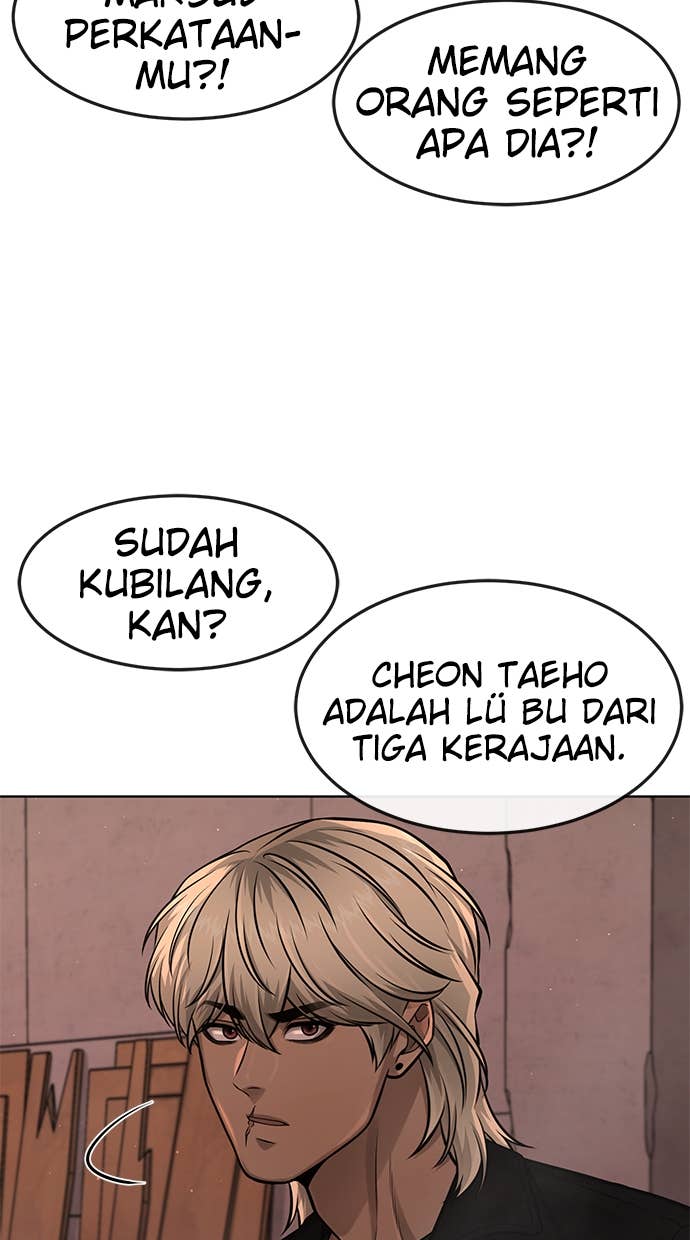 PERKATAAN-
MU?!
MEMANG
ORANG SEPERTI
APA DIA?!
SUDAH
KUBILANG,
KAN?
CHEON TAEHO
ADALAH LÜ BU DARI
TIGA KERAJAAN.